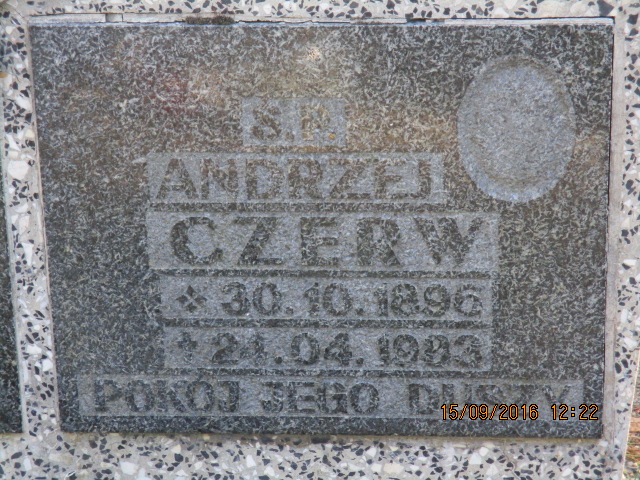 Ś.P.
ANDRZEJ
CZERW
30.10.1896
† 24.04.1983
POKÓJ JEGO DUSZY
15/09/2016 12:22